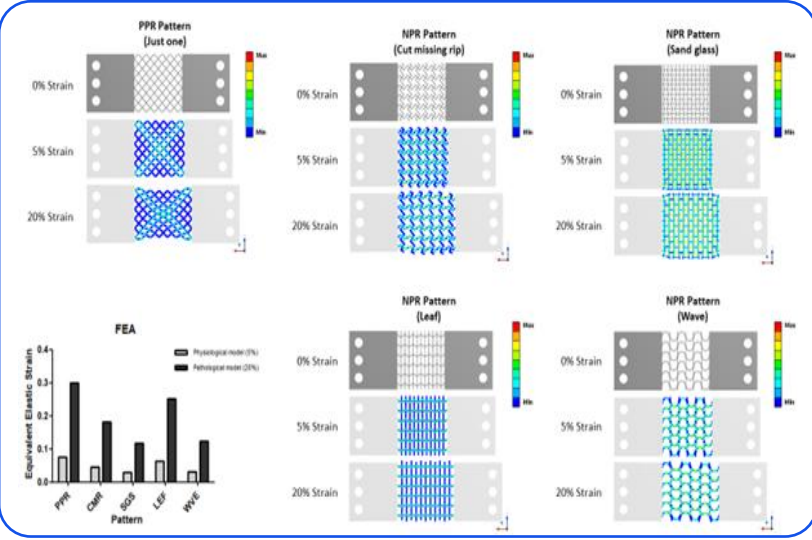 PPR Pattern
(Just one)
0% Strain
5% Strain
20% Strain
Max
Min
NPR Pattern
(Cut missing rip)
0% Strain
5% Strain
20% Strain
Max
Min
NPR Pattern
(Sand glass)
0% Strain
5% Strain
20% Strain
Max
Min
FEA
Physiological model (5%)
Pathological model (20%)
Equivalent Elastic Strain
0.4
0.3
0.2
0.1
0.0
PPR
CMR
SGS
LEF
WVE
Pattern
NPR Pattern
(Leaf)
0% Strain
5% Strain
20% Strain
Max
Min
NPR Pattern
(Wave)
0% Strain
5% Strain
20% Strain
Max
Min